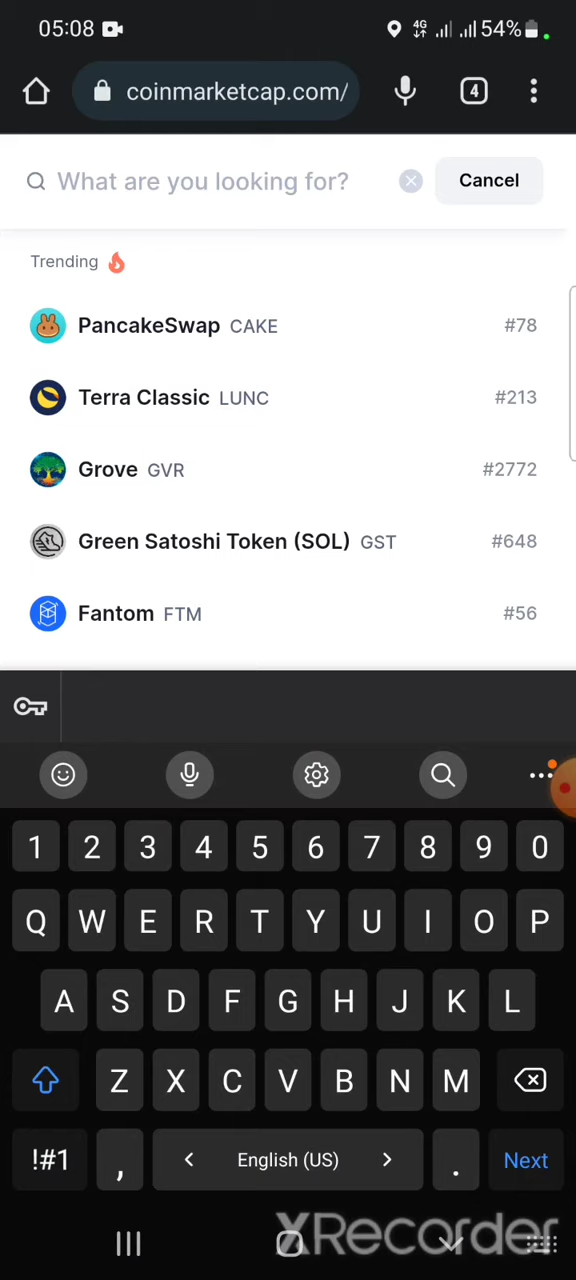 05:08 4G 54%
coinmarketcap.com/ 4
What are you looking for? Cancel
Trending
PancakeSwap CAKE #78
Terra Classic LUNC #213
Grove GVR #2772
Green Satoshi Token (SOL) GST #648
Fantom FTM #56
1 2 3 4 5 6 7 8 9 0
Q W E R T Y U I O P
A S D F G H J K L
Z X C V B N M
!#1 , < English (US) > . Next
XRecorder